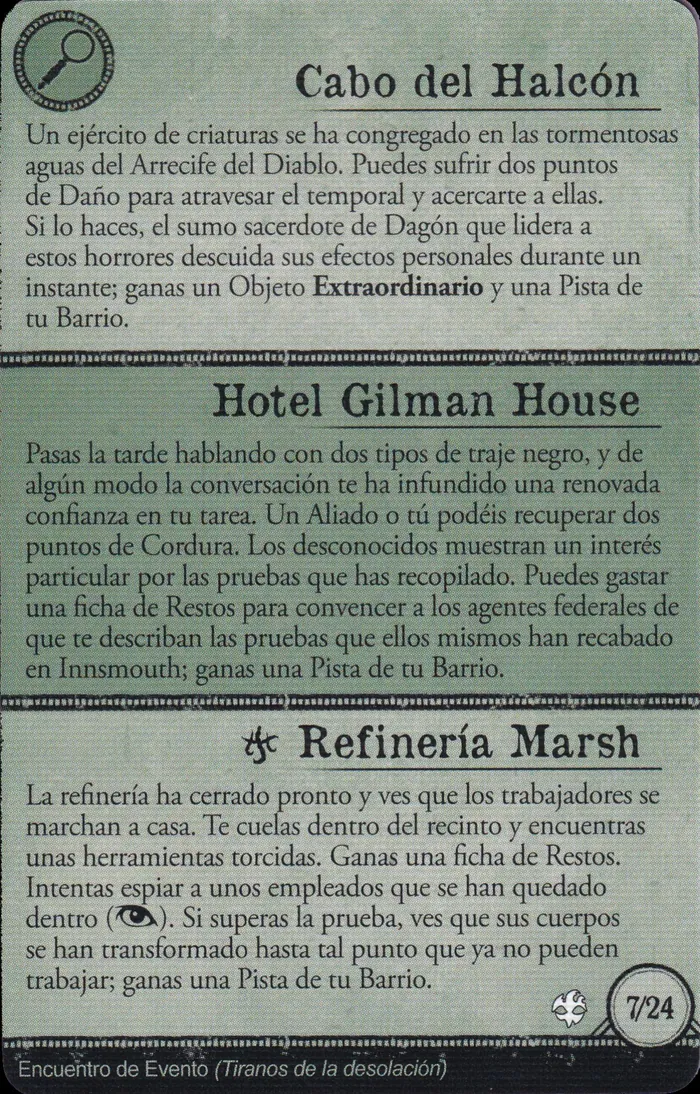 Cabo del Halcón
Un ejército de criaturas se ha congregado en las tormentosas
aguas del Arrecife del Diablo. Puedes sufrir dos puntos
de Daño para atravesar el temporal y acercarte a ellas.
Si lo haces, el sumo sacerdote de Dagón que lidera a
estos horrores descuida sus efectos personales durante un
instante; ganas un Objeto Extraordinario y una Pista de
tu Barrio.
Hotel Gilman House
Pasas la tarde hablando con dos tipos de traje negro, y de
algún modo la conversación te ha infundido una renovada
confianza en tu tarea. Un Aliado o tú podéis recuperar dos
puntos de Cordura. Los desconocidos muestran un interés
particular por las pruebas que has recopilado. Puedes gastar
una ficha de Restos para convencer a los agentes federales de
que te describan las pruebas que ellos mismos han recabado
en Innsmouth; ganas una Pista de tu Barrio.
Refinería Marsh
La refinería ha cerrado pronto y ves que los trabajadores se
marchan a casa. Te cuelas dentro del recinto y encuentras
unas herramientas torcidas. Ganas una ficha de Restos.
Intentas espiar a unos empleados que se han quedado
dentro (). Si superas la prueba, ves que sus cuerpos
se han transformado hasta tal punto que ya no pueden
trabajar; ganas una Pista de tu Barrio.
7/24
Encuentro de Evento (Tiranos de la desolación)